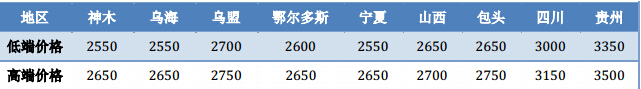 地区 神木 乌海 乌盟 鄂尔多斯 宁夏 山西 包头 四川 贵州
低端价格 2550 2550 2700 2600 2550 2650 2650 3000 3350
高端价格 2650 2650 2750 2650 2650 2700 2750 3150 3500